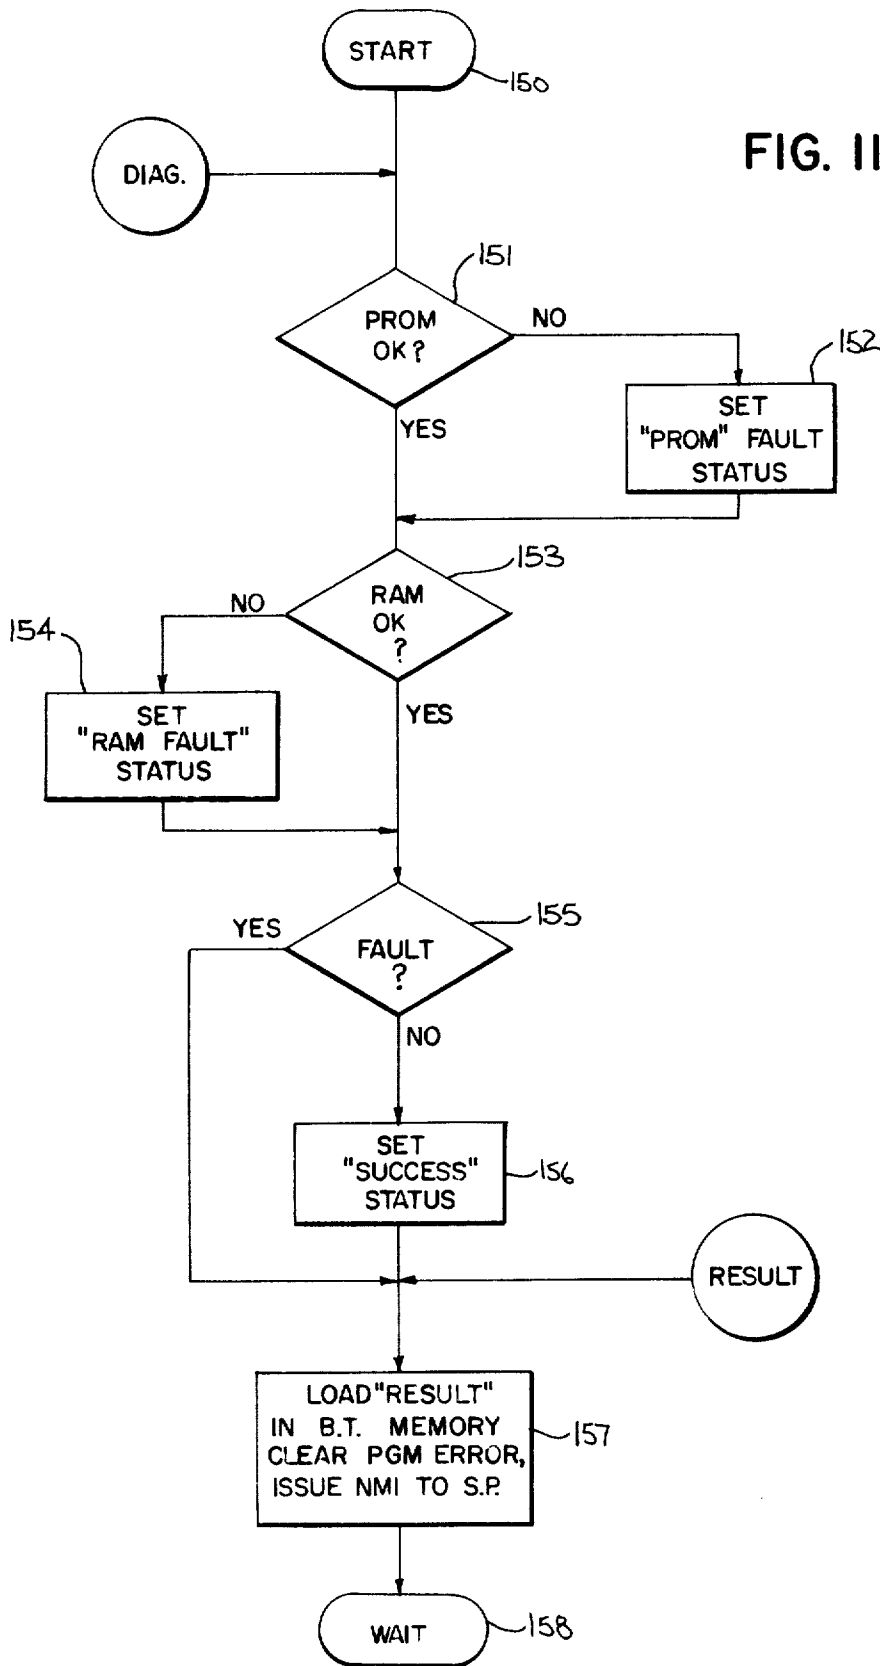 START
150
FIG. 11
DIAG.
151
PROM
OK?
NO
152
SET
"PROM" FAULT
STATUS
YES
153
RAM
OK
?
NO
154
SET
"RAM FAULT"
STATUS
YES
155
YES
FAULT
?
NO
SET
"SUCCESS"
STATUS
156
RESULT
LOAD "RESULT"
IN B.T. MEMORY
CLEAR PGM ERROR,
ISSUE NMI TO S.P.
157
WAIT
158